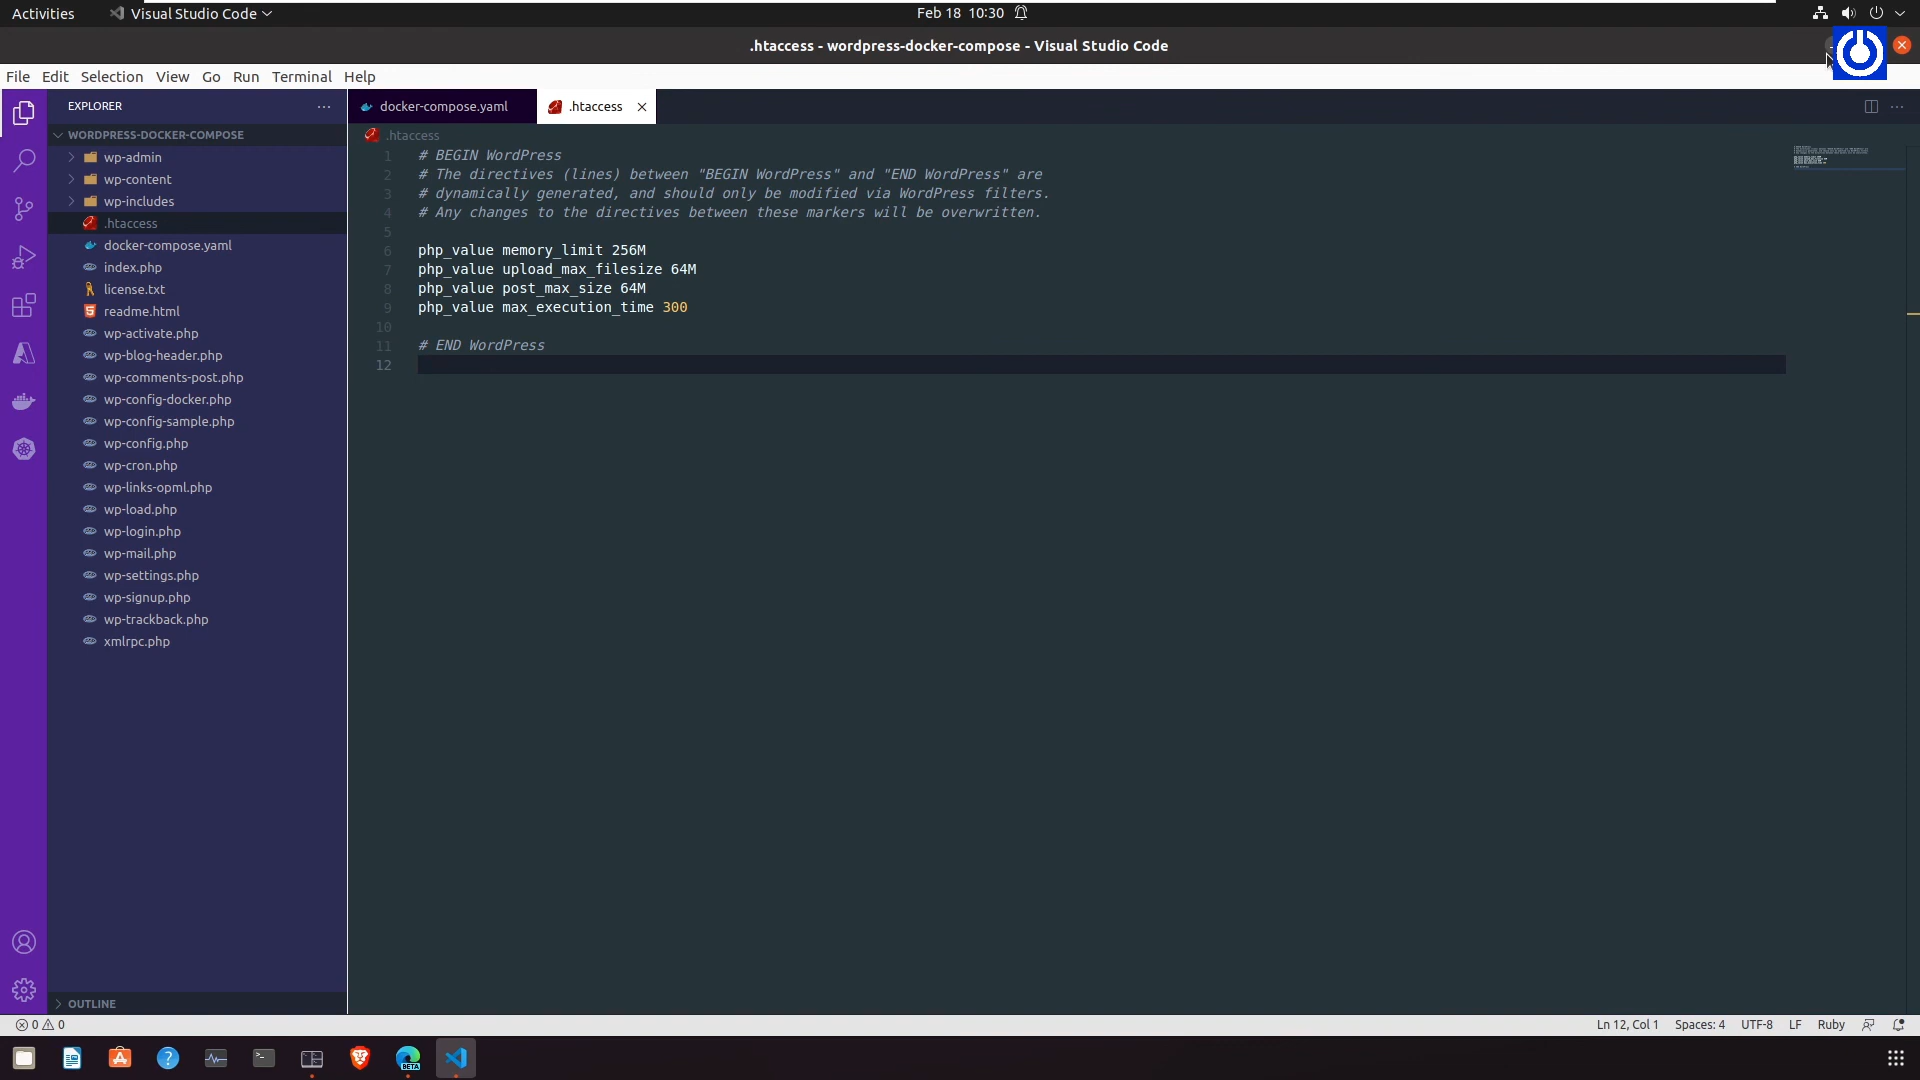 Activities
Visual Studio Code
Feb 18 10:30
.htaccess - wordpress-docker-compose - Visual Studio Code
File Edit Selection View Go Run Terminal Help
EXPLORER
docker-compose.yaml
.htaccess
WORDPRESS-DOCKER-COMPOSE
wp-admin
wp-content
wp-includes
.htaccess
docker-compose.yaml
index.php
license.txt
readme.html
wp-activate.php
wp-blog-header.php
wp-comments-post.php
wp-config-docker.php
wp-config-sample.php
wp-config.php
wp-cron.php
wp-links-opml.php
wp-load.php
wp-login.php
wp-mail.php
wp-settings.php
wp-signup.php
wp-trackback.php
xmlrpc.php
OUTLINE
.htaccess
1 # BEGIN WordPress
2 # The directives (lines) between "BEGIN WordPress" and "END WordPress" are
3 # dynamically generated, and should only be modified via WordPress filters.
4 # Any changes to the directives between these markers will be overwritten.
5
6 php_value memory_limit 256M
7 php_value upload_max_filesize 64M
8 php_value post_max_size 64M
9 php_value max_execution_time 300
10
11 # END WordPress
12
0 0
Ln 12, Col 1 Spaces: 4 UTF-8 LF Ruby
BETA